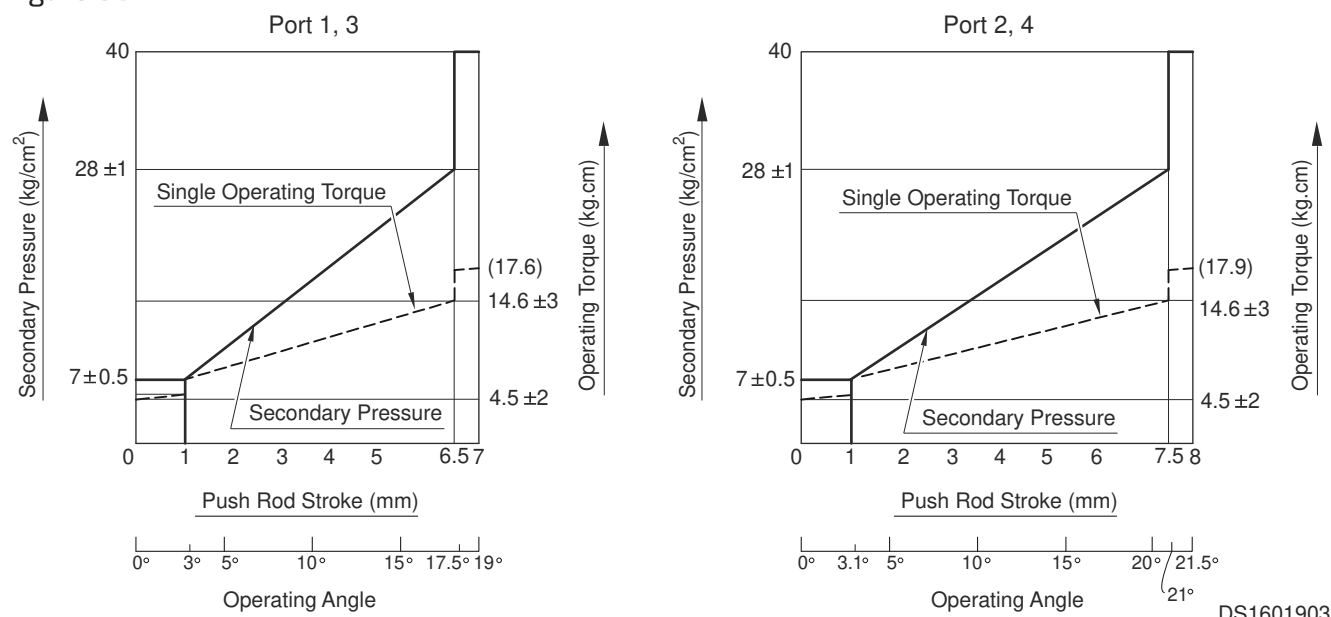 Port 1, 3
40
28 ±1
7 ±0.5
Secondary Pressure (kg/cm²)
Single Operating Torque
Secondary Pressure
(17.6)
14.6 ±3
4.5 ±2
Operating Torque (kg.cm)
0 1 2 3 4 5 6.5 7
Push Rod Stroke (mm)
0° 3° 5° 10° 15° 17.5° 19°
Operating Angle
Port 2, 4
40
28 ±1
7 ±0.5
Secondary Pressure (kg/cm²)
Single Operating Torque
Secondary Pressure
(17.9)
14.6 ±3
4.5 ±2
Operating Torque (kg.cm)
0 1 2 3 4 5 6 7.5 8
Push Rod Stroke (mm)
0° 3.1° 5° 10° 15° 20° 21.5°
21°
Operating Angle
DS1601903